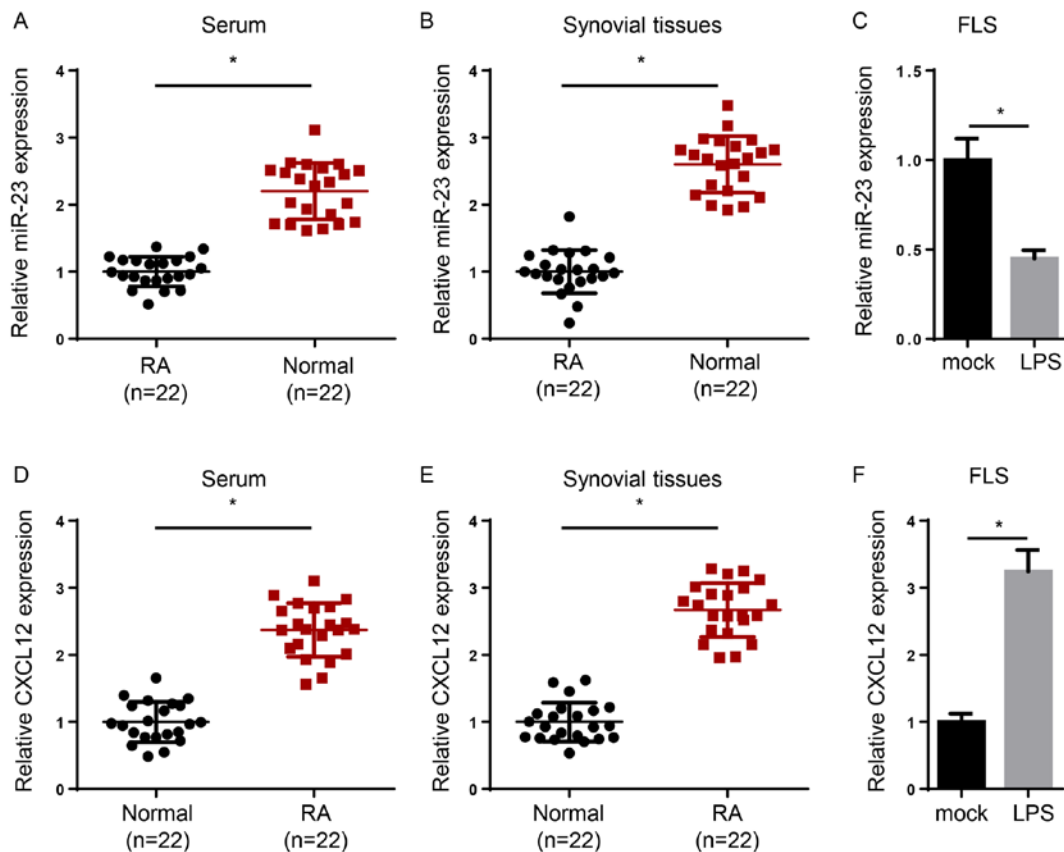 A
Serum
*
Relative miR-23 expression
4
3
2
1
0
RA
(n=22)
Normal
(n=22)
B
Synovial tissues
*
Relative miR-23 expression
4
3
2
1
0
RA
(n=22)
Normal
(n=22)
C
FLS
*
Relative miR-23 expression
1.5
1.0
0.5
0.0
mock
LPS
D
Serum
*
Relative CXCL12 expression
4
3
2
1
0
Normal
(n=22)
RA
(n=22)
E
Synovial tissues
*
Relative CXCL12 expression
4
3
2
1
0
Normal
(n=22)
RA
(n=22)
F
FLS
*
Relative CXCL12 expression
4
3
2
1
0
mock
LPS